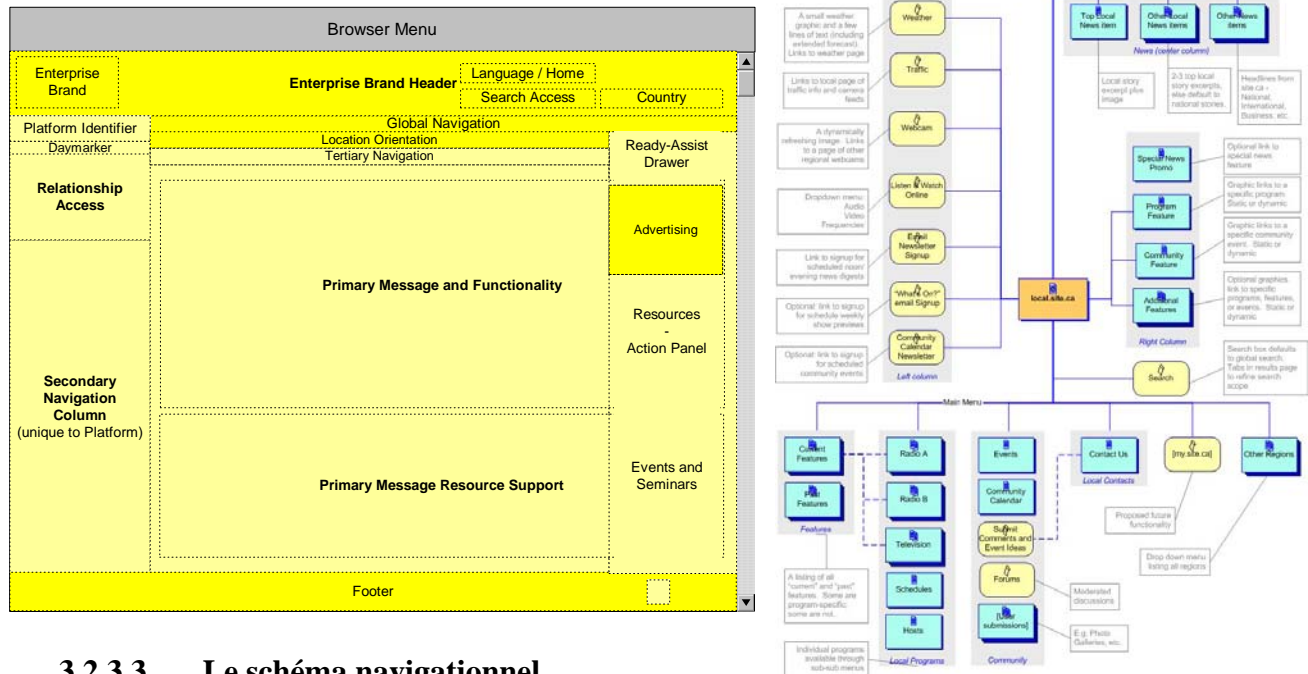 Browser Menu
Enterprise
Brand
Enterprise Brand Header
Language / Home
Search Access
Country
Platform Identifier
Global Navigation
Daymarker
Location Orientation
Tertiary Navigation
Ready-Assist
Drawer
Relationship
Access
Advertising
Primary Message and Functionality
Resources
-
Action Panel
Secondary
Navigation
Column
(unique to Platform)
Primary Message Resource Support
Events and
Seminars
Footer
3.2.3.3 Le schéma navigationnel
A small weather
graphic and a few
lines of text (including
extended forecast).
Links to weather page
Weather
Links to local page of
traffic info and camera
feeds
Traffic
A dynamically
refreshing image. Links
to a page of other
regional webcams
Webcam
Dropdown menu:
Audio
Video
Frequencies
Listen & Watch
Online
Link to signup for
scheduled noon/
evening news digests
Email
Newsletter
Signup
Optional: link to signup
for schedule weekly
show previews
"What's On?"
email Signup
Optional: link to signup
for scheduled
community events
Community
Calendar
Newsletter
Left column
Top Local
News item
Other Local
News items
Other News
items
News (center column)
Local story
excerpt plus
image
2-3 top local
story excerpts,
else default to
national stories.
Headlines from
site.ca -
National,
International,
Business, etc.
Special News
Promo
Optional link to
special news
feature
Program
Feature
Graphic links to a
specific program.
Static or dynamic
Community
Feature
Graphic links to a
specific community
event. Static or
dynamic
Additional
Features
Optional graphics
link to specific
programs, features,
or events. Static or
dynamic
Right Column
local.site.ca
Search
Search box defaults
to global search.
Tabs in results page
to refine search
scope
Main Menu
Current
Features
Past
Features
Features
A listing of all
"current" and "past"
features. Some are
program-specific
some are not.
Radio A
Radio B
Television
Schedules
Hosts
Local Programs
Individual programs
available through
sub-sub menus
Events
Community
Calendar
Submit
Comments and
Event Ideas
Forums
[User
submissions]
Community
Moderated
discussions
E.g. Photo
Galleries, etc.
Contact Us
Local Contacts
[my.site.ca]
Proposed future
functionality
Other Regions
Drop down menu
listing all regions